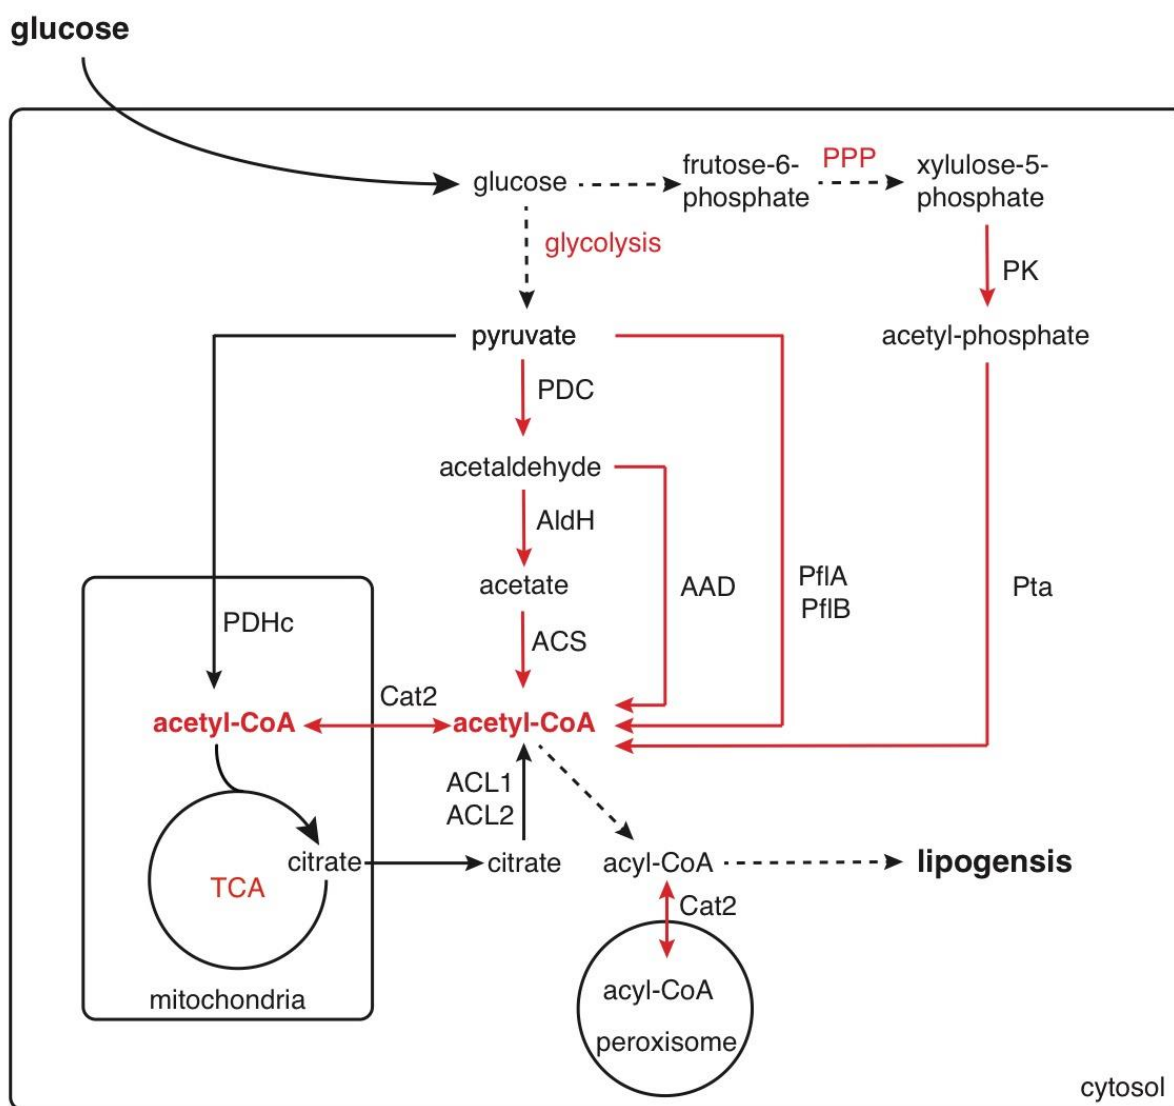 glucose
glucose
frutose-6-
phosphate
PPP
xylulose-5-
phosphate
glycolysis
PK
pyruvate
acetyl-phosphate
PDC
acetaldehyde
AldH
acetate
AAD
PflA
PflB
Pta
PDHc
ACS
Cat2
acetyl-CoA
acetyl-CoA
ACL1
ACL2
citrate
citrate
acyl-CoA
lipogensis
TCA
Cat2
mitochondria
acyl-CoA
peroxisome
cytosol